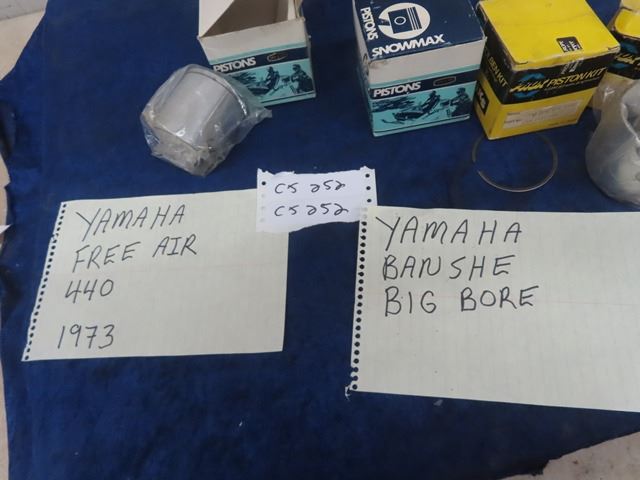 PISTONS
PISTONS
SNOWMAX
PISTONS
PISTON KIT
CS 252
CS 252
YAMAHA
FREE AIR
440
1973
YAMAHA
BANSHE
BIG BORE